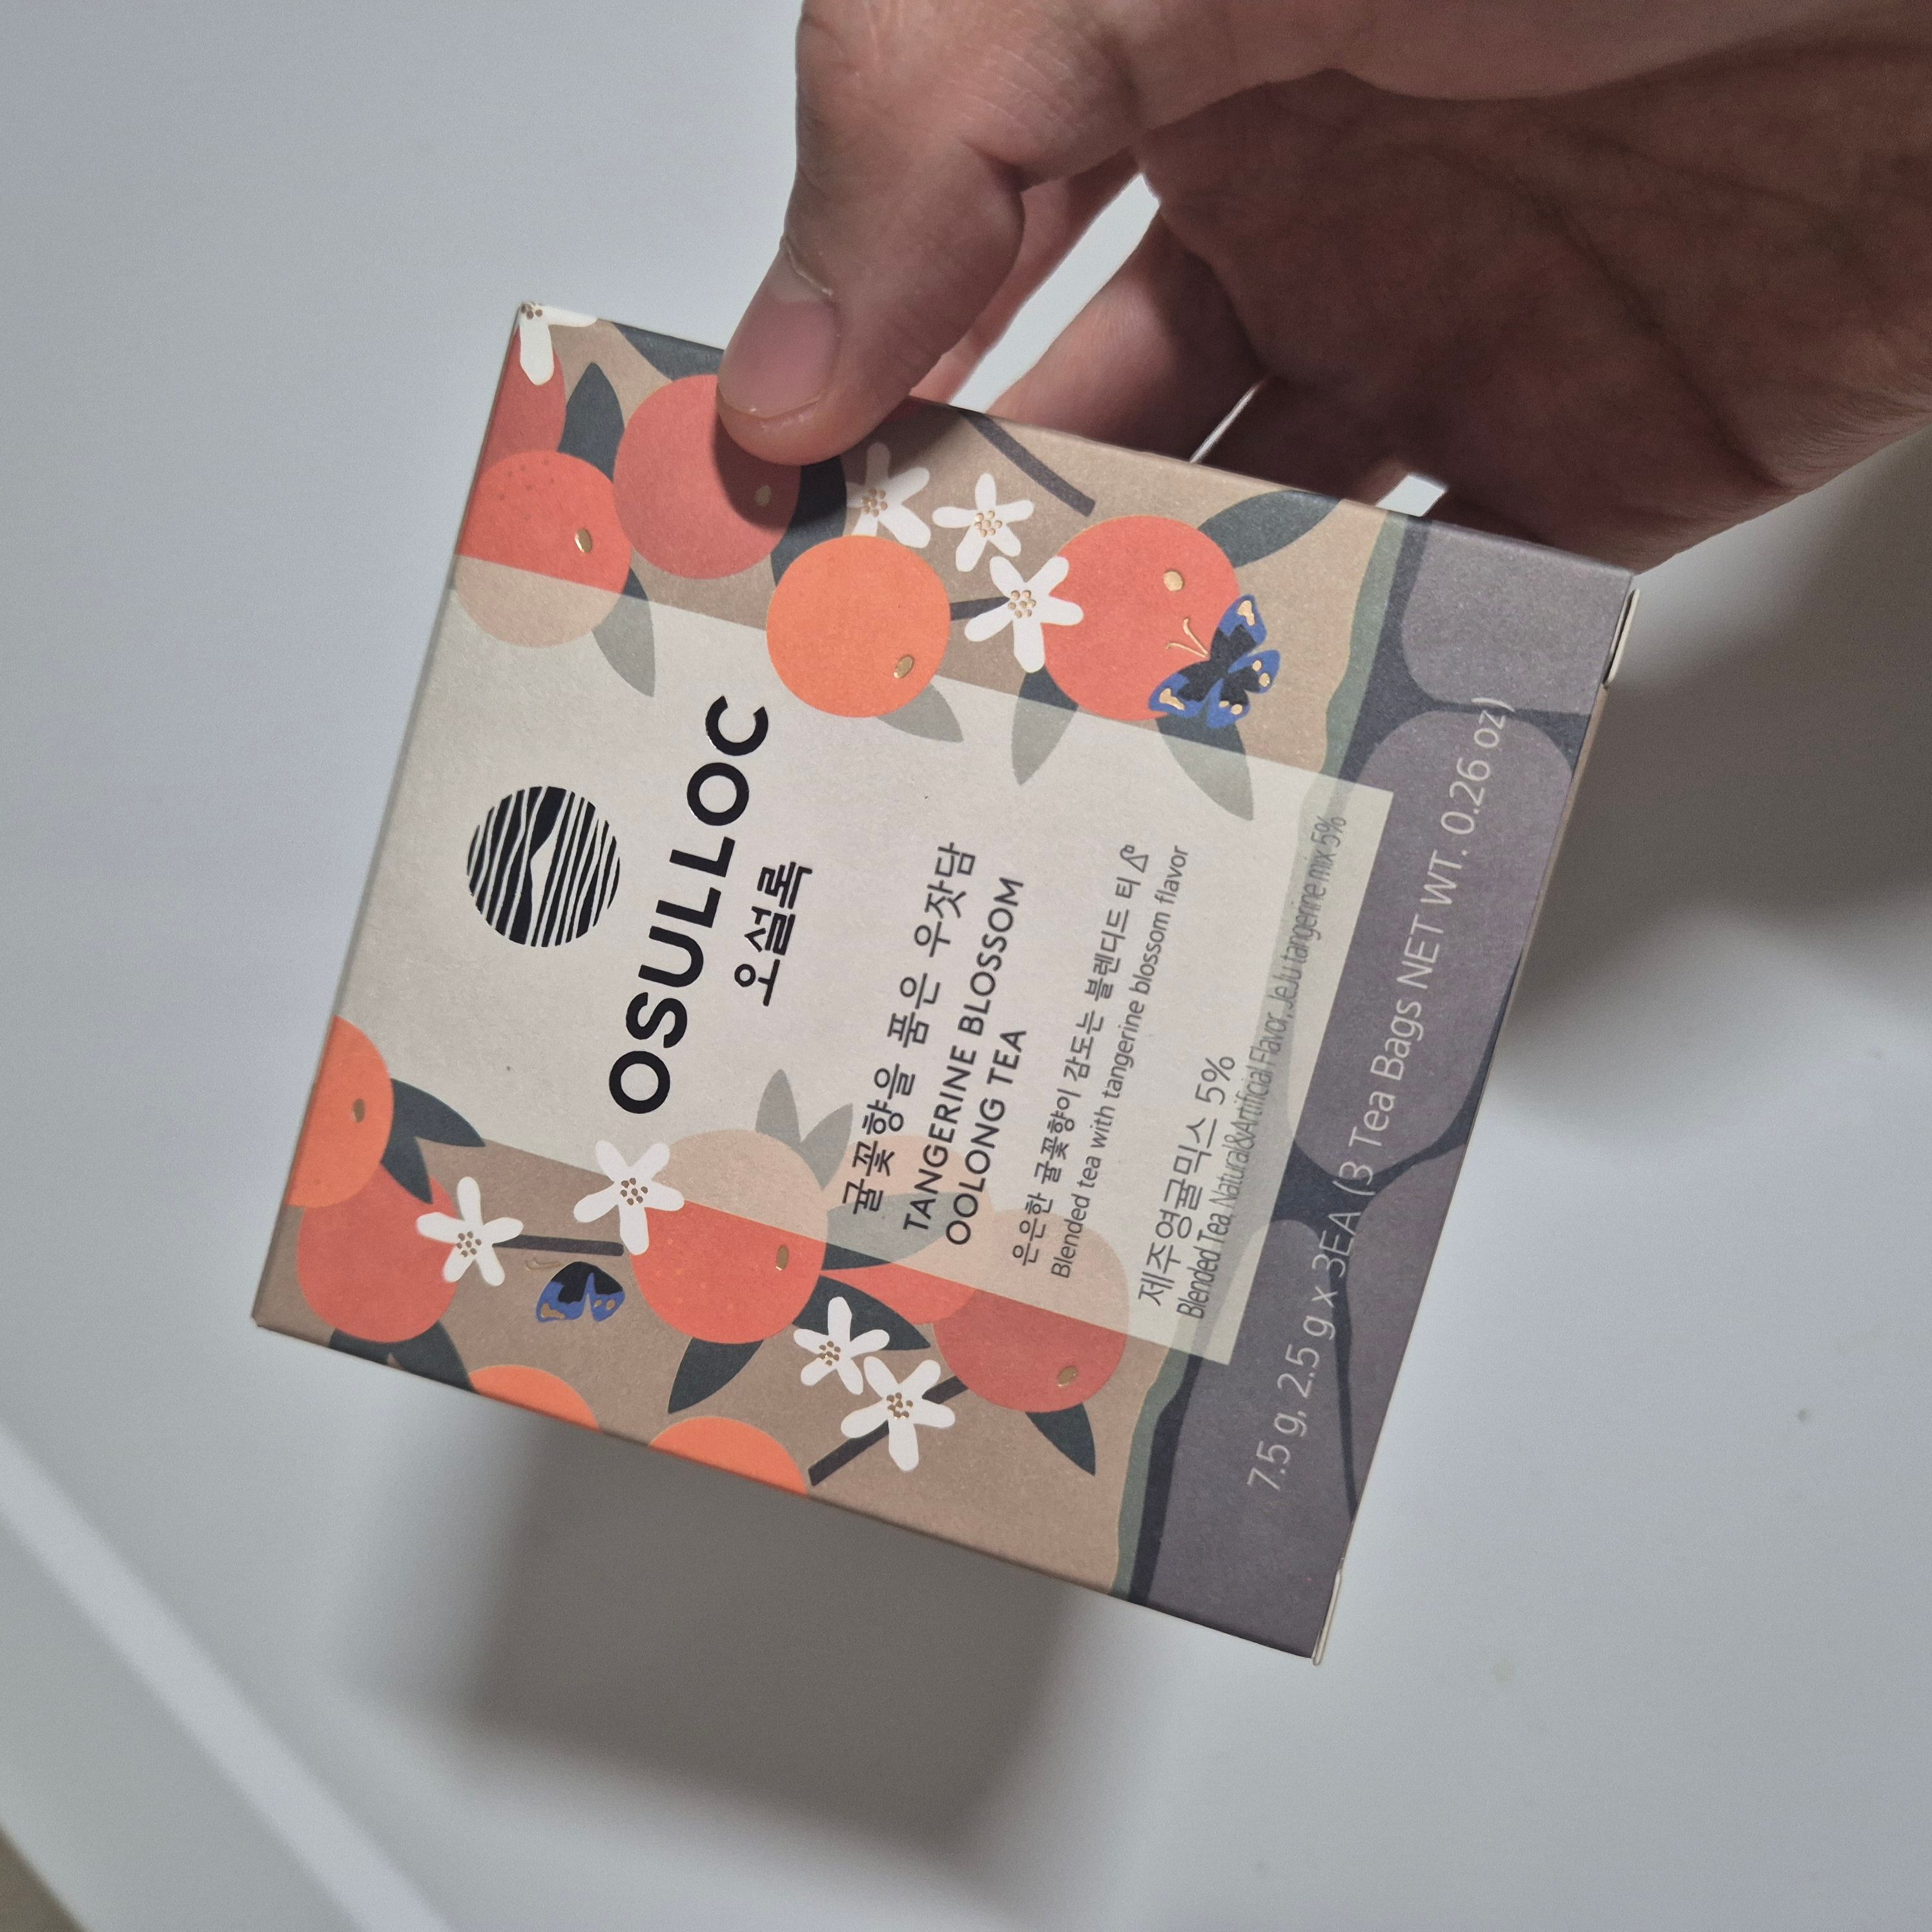 OSULLOC
오설록
귤꽃향을 품은 우잣담
TANGERINE BLOSSOM
OOLONG TEA
은은한 귤꽃향이 감도는 블렌디드 티
Blended tea with tangerine blossom flavor
제주영귤믹스 5%
Blended Tea, Natural&Artificial Flavor, JeJu tangerine mix 5%
7.5 g, 2.5 g x 3EA (3 Tea Bags NET WT. 0.26 oz)